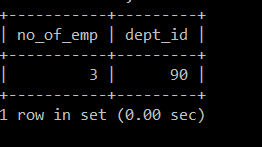 +-----------+---------+
| no_of_emp | dept_id |
+-----------+---------+
|         3 |      90 |
+-----------+---------+
1 row in set (0.00 sec)